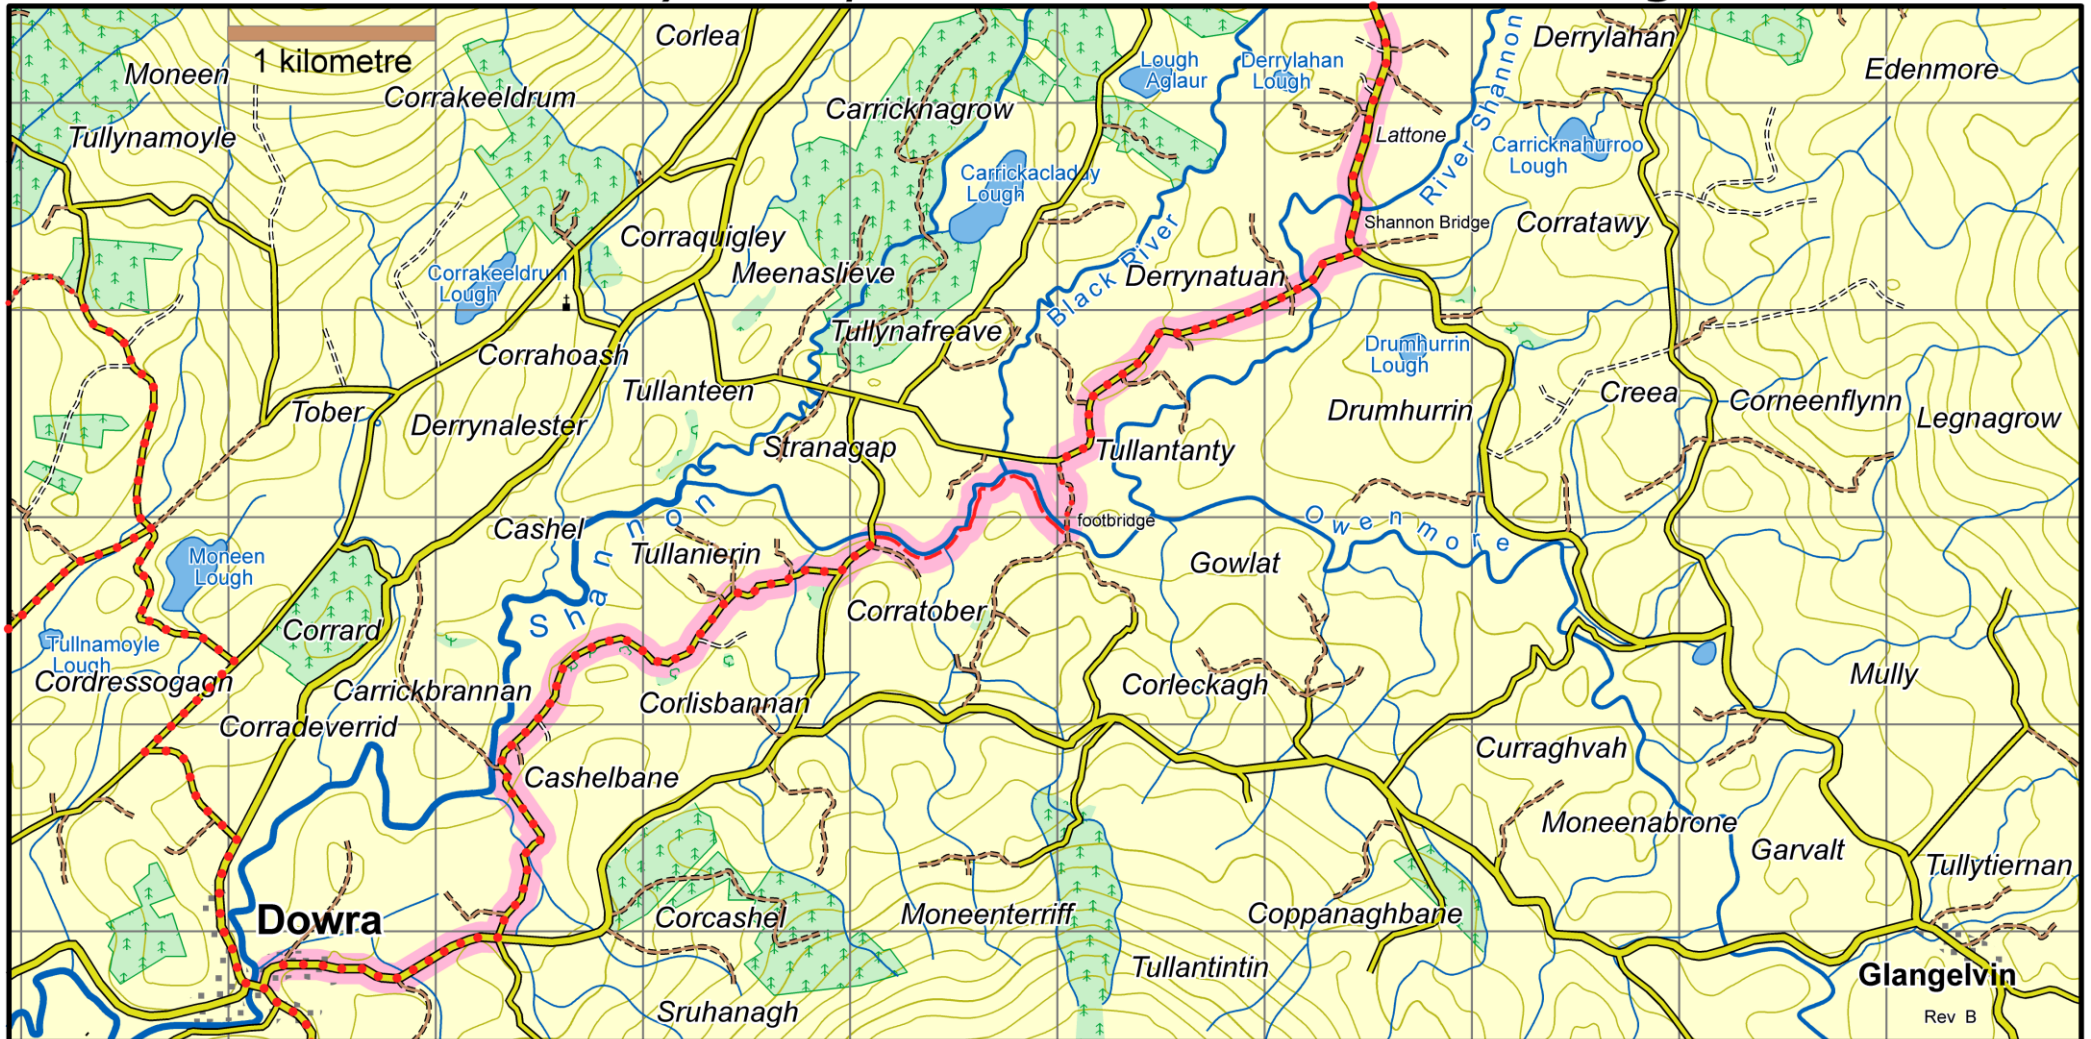 1 kilometre
Corlea
Derrylahan
Edenmore
Moneen
Corrakeeldrum
Carricknagrow
Lough
Aglaur
Derrylahan
Lough
River Shannon
Lattone
Tullynamoyle
Carricknahurroo
Lough
Carrickacladdy
Lough
Shannon Bridge
Corratawy
Corraquigley
Meenaslieve
Black River
Derrynatuan
Corrakeeldrum
Lough
Tullynafreave
Corrahoash
Drumhurrin
Lough
Tullanteen
Creea
Corneenflynn
Legnagrow
Tober
Derrynalester
Drumhurrin
Stranagap
Tullantanty
Cashel
Shannon
footbridge
Owenmore
Moneen
Lough
Tullanierin
Gowlat
Corratober
Corrard
Tullnamoyle
Lough
Cordressogagn
Carrickbrannan
Corlisbannan
Corleckagh
Mully
Corradeverrid
Curraghvah
Cashelbane
Moneenabrone
Garvalt
Tullytiernan
Dowra
Corcashel
Moneenterriff
Coppanaghbane
Tullantintin
Glangelvin
Sruhanagh
Rev B